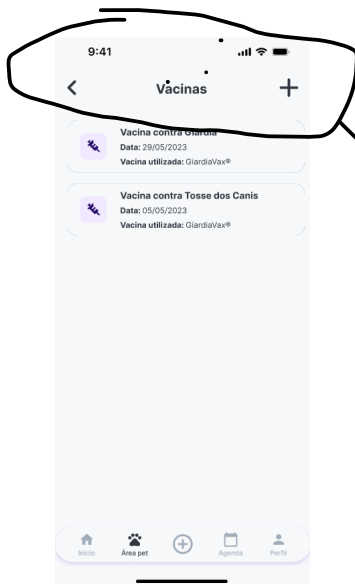 9:41
Vacinas
Vacina contra Giardia
Data: 29/05/2023
Vacina utilizada: GiardiaVax®
Vacina contra Tosse dos Canis
Data: 05/05/2023
Vacina utilizada: GiardiaVax®
Início Área pet Agenda Perfil